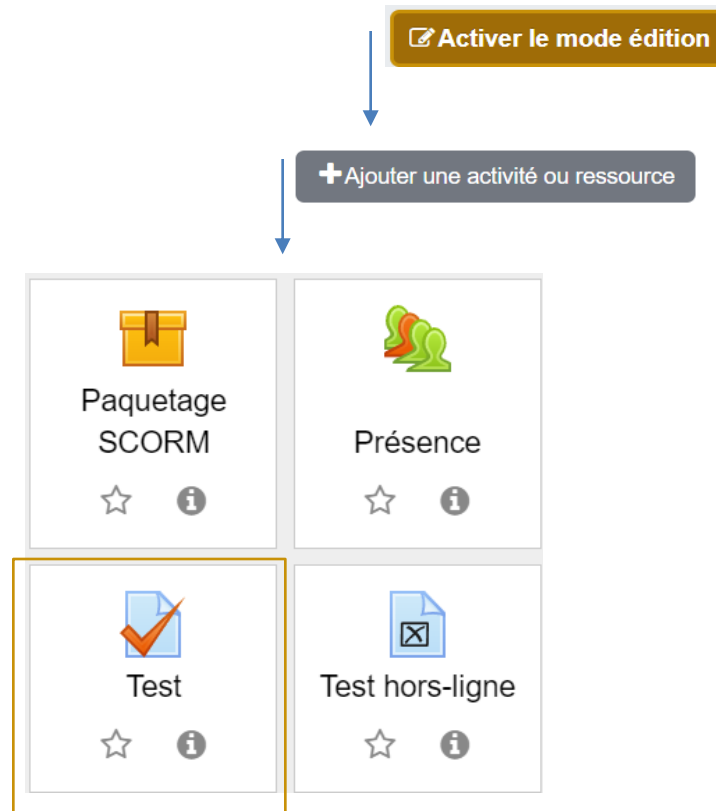 Activer le mode édition
Ajouter une activité ou ressource
Paquetage
SCORM
Présence
Test
Test hors-ligne